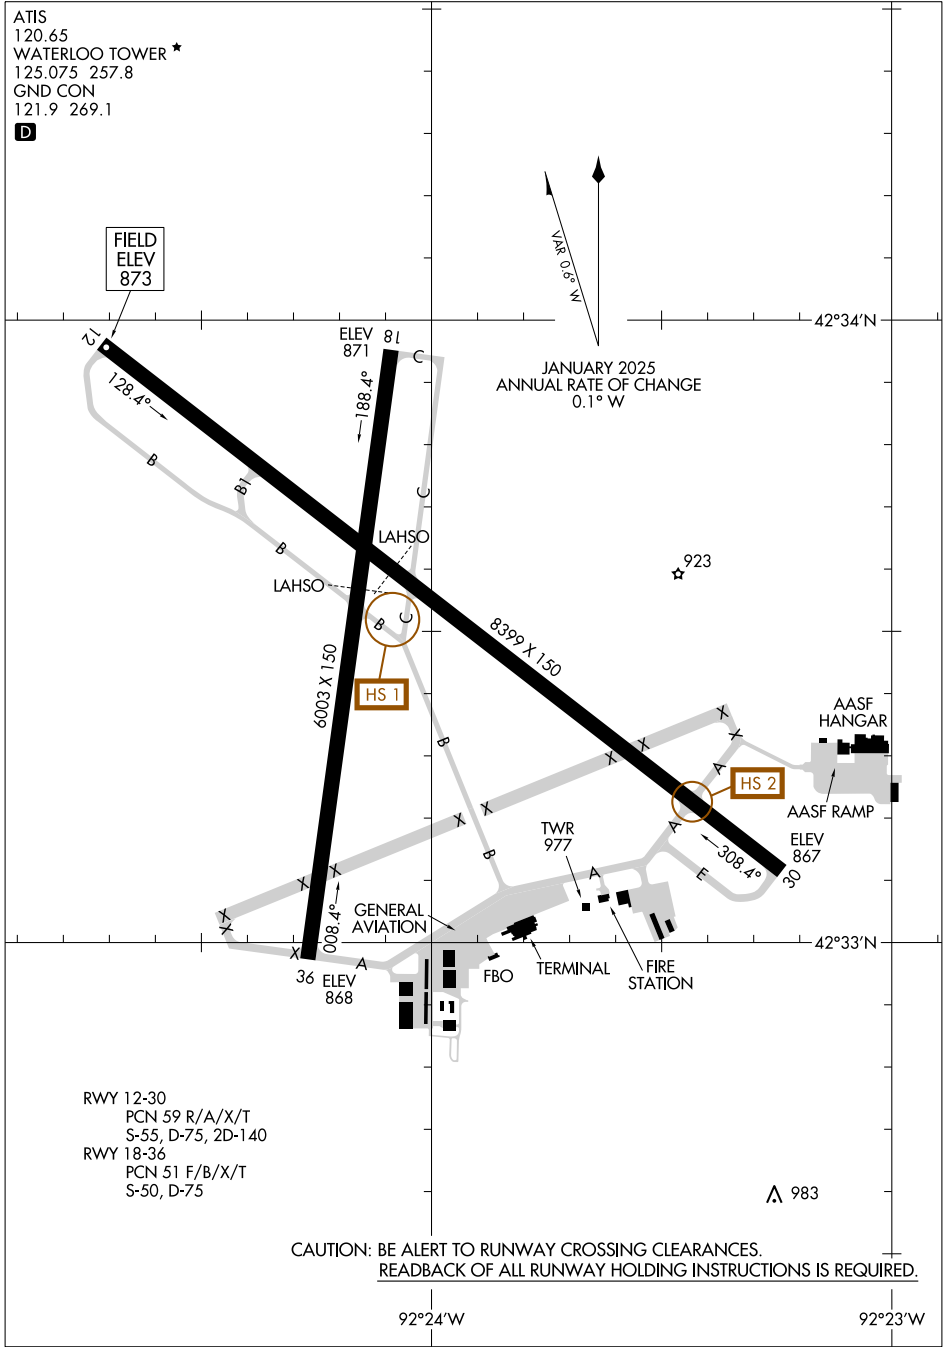 ATIS
120.65
WATERLOO TOWER ★
125.075 257.8
GND CON
121.9 269.1
D
FIELD
ELEV
873
VAR 0.6° W
JANUARY 2025
ANNUAL RATE OF CHANGE
0.1° W
42°34'N
12
128.4°
ELEV
871
18
188.4°
C
C
C
B
B1
B
B
LAHSO
LAHSO
HS 1
923
8399 X 150
6003 X 150
B
B
X
X
X
X
X
X
X
X
X
X
X
A
A
HS 2
AASF
HANGAR
AASF RAMP
ELEV
867
30
308.4°
E
A
TWR
977
GENERAL
AVIATION
008.4°
36
ELEV
868
A
FBO
TERMINAL
FIRE
STATION
42°33'N
RWY 12-30
PCN 59 R/A/X/T
S-55, D-75, 2D-140
RWY 18-36
PCN 51 F/B/X/T
S-50, D-75
983
CAUTION: BE ALERT TO RUNWAY CROSSING CLEARANCES.
READBACK OF ALL RUNWAY HOLDING INSTRUCTIONS IS REQUIRED.
92°24'W
92°23'W